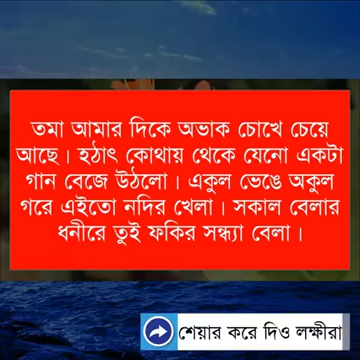 তমা আমার দিকে অভাক চোখে চেয়ে
আছে। হঠাৎ কোথায় থেকে যেনো একটা
গান বেজে উঠলো। একুল ভেঙে অকুল
গরে এইতো নদির খেলা। সকাল বেলার
ধনীরে তুই ফকির সন্ধ্যা বেলা।
শেয়ার করে দিও লক্ষীরা